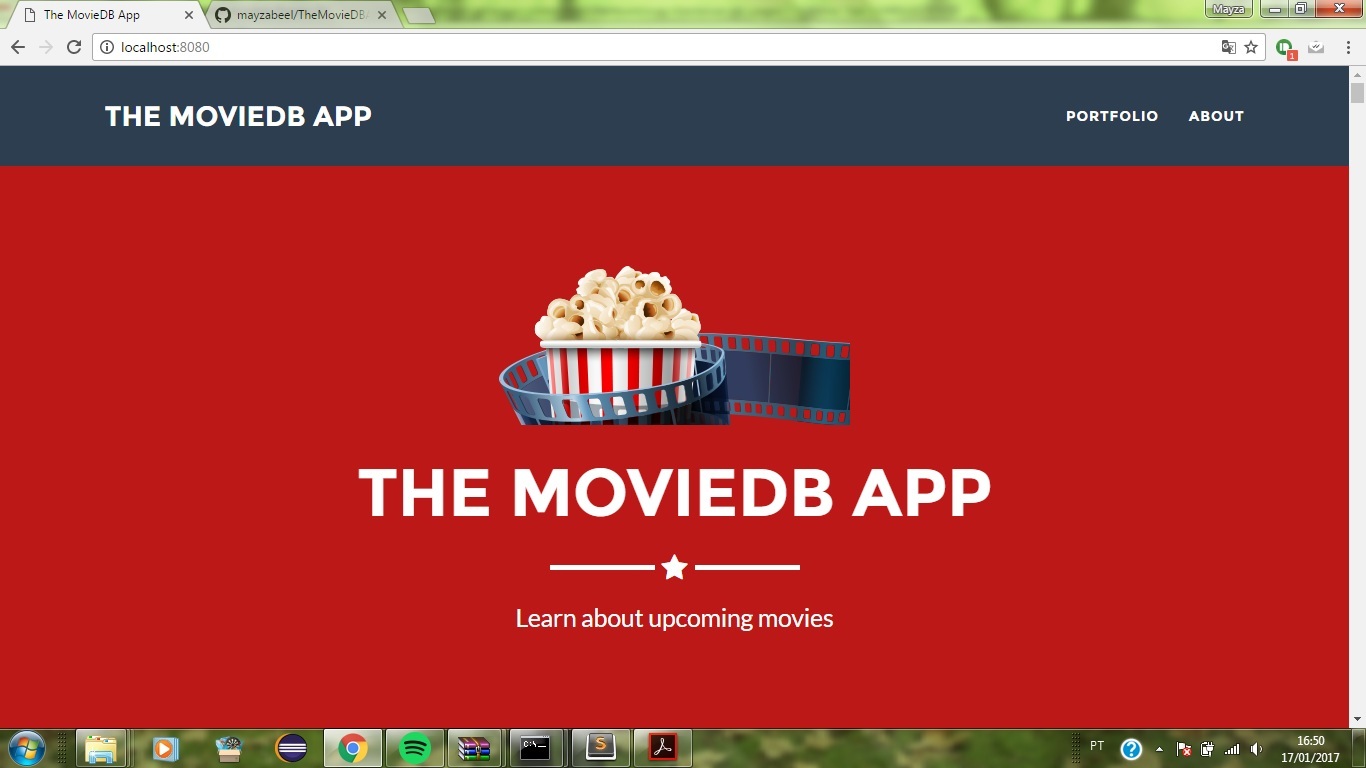 The MovieDB App
mayzabeel/TheMovieDB
Mayza
localhost:8080
1
THE MOVIEDB APP
PORTFOLIO
ABOUT
THE MOVIEDB APP
Learn about upcoming movies
C:\.
S
PT
?
16:50
17/01/2017